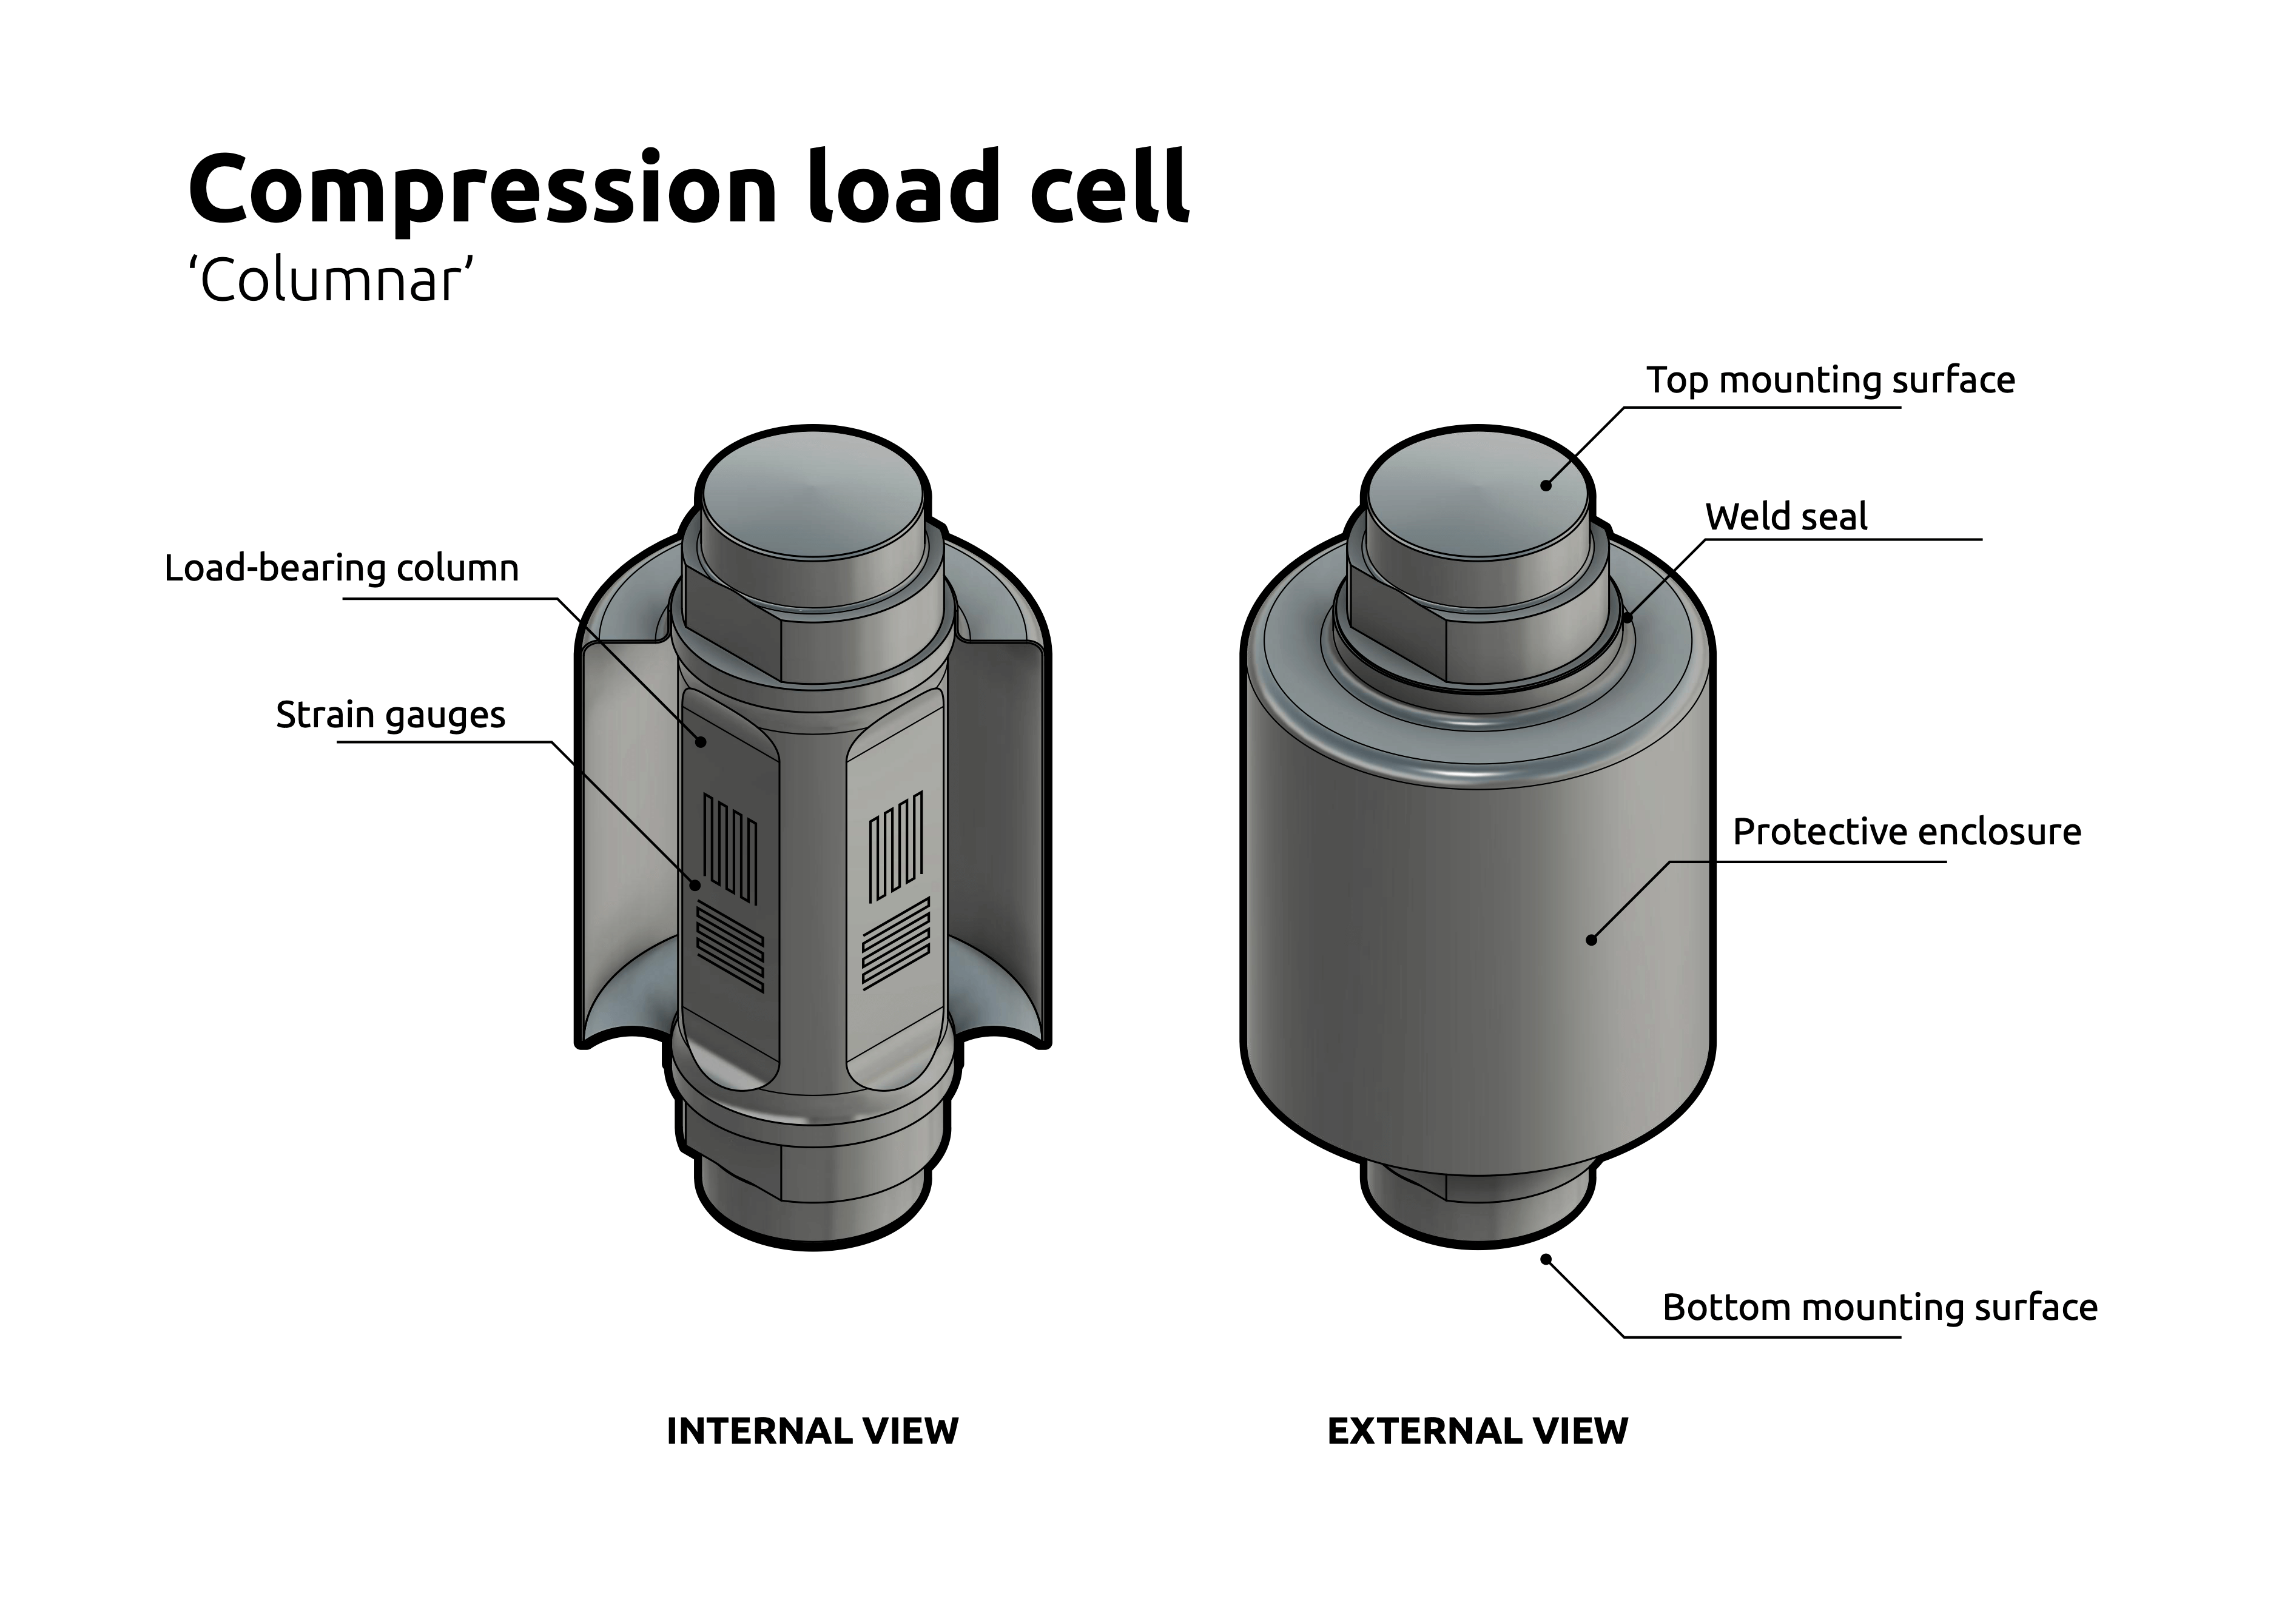 Compression load cell
‘Columnar’
Top mounting surface
Weld seal
Load-bearing column
Strain gauges
Protective enclosure
Bottom mounting surface
INTERNAL VIEW
EXTERNAL VIEW